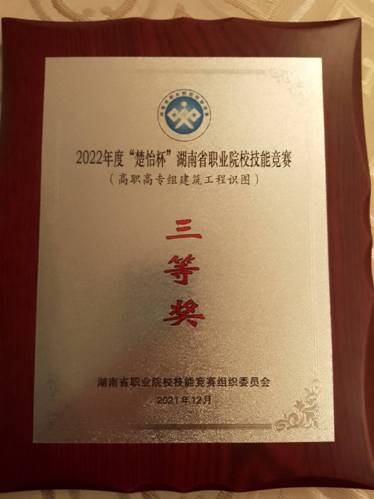 2022年度“楚怡杯”湖南省职业院校技能竞赛
（高职高专组建筑工程识图）
三
等
奖
湖南省职业院校技能竞赛组织委员会
2021年12月